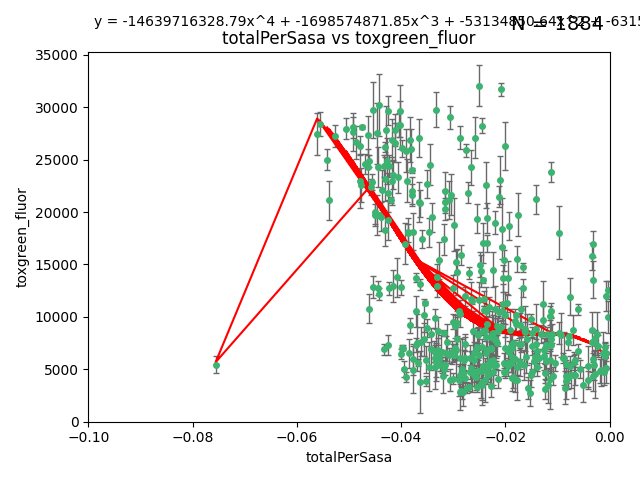 y = -14639716328.79x^4 + -1698574871.85x^3 +
N = 1884
totalPerSasa vs toxgreen_fluor
toxgreen_fluor
35000
30000
25000
20000
15000
10000
5000
0
−0.10
−0.08
−0.06
−0.04
−0.02
0.00
totalPerSasa